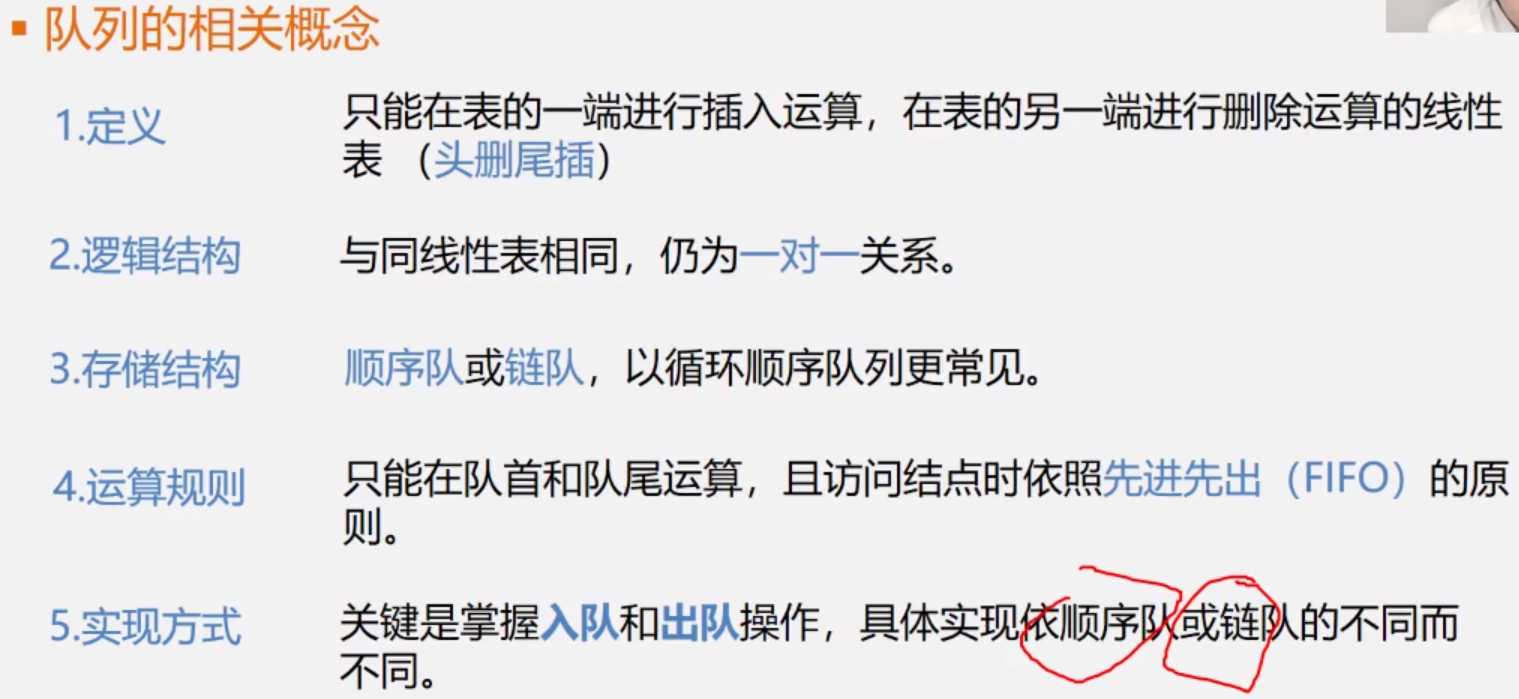 ▪ 队列的相关概念
1.定义 只能在表的一端进行插入运算，在表的另一端进行删除运算的线性
表 （头删尾插）
2.逻辑结构 与同线性表相同，仍为一对一关系。
3.存储结构 顺序队或链队，以循环顺序队列更常见。
4.运算规则 只能在队首和队尾运算，且访问结点时依照先进先出（FIFO）的原
则。
5.实现方式 关键是掌握入队和出队操作，具体实现依顺序队或链队的不同而
不同。